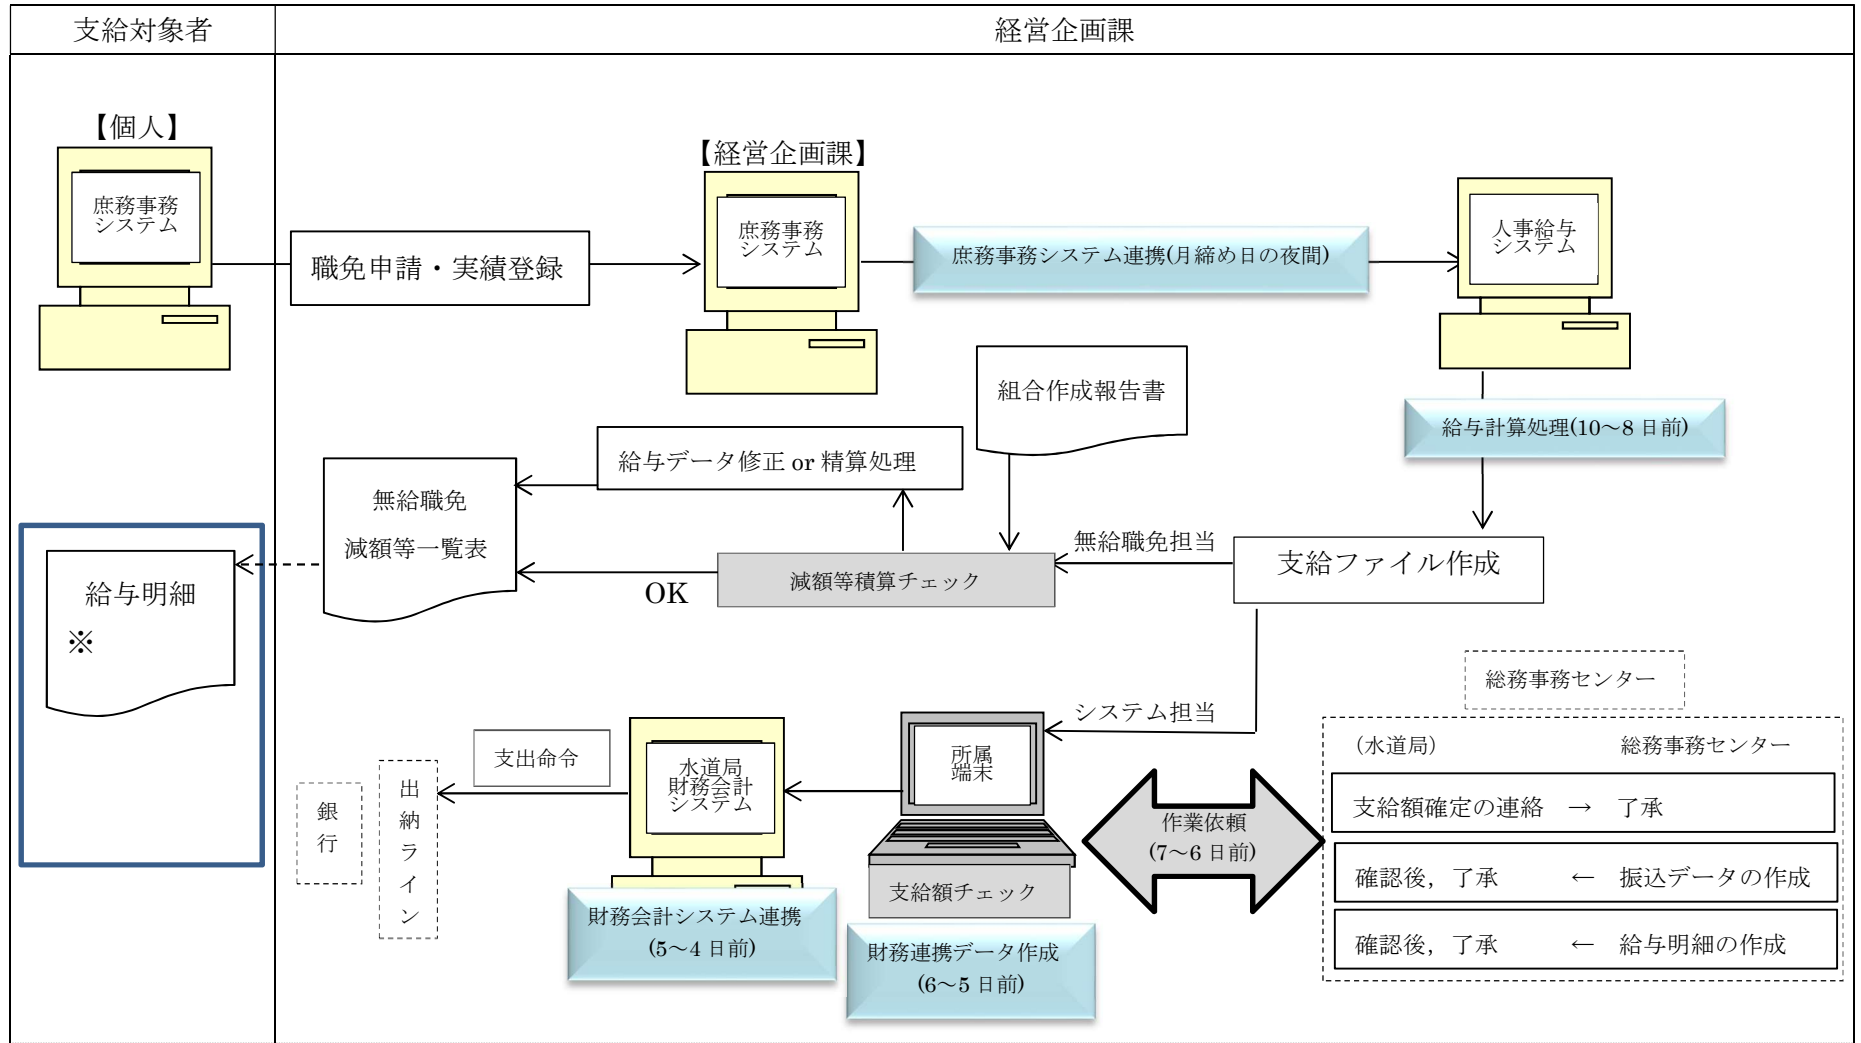 支給対象者
経営企画課
【個人】
庶務事務
システム
職免申請・実績登録
【経営企画課】
庶務事務
システム
庶務事務システム連携(月締め日の夜間)
人事給与
システム
給与計算処理(10～8 日前)
組合作成報告書
給与データ修正 or 精算処理
無給職免
減額等一覧表
OK
減額等積算チェック
無給職免担当
支給ファイル作成
給与明細
※
システム担当
総務事務センター
(水道局)
総務事務センター
支給額確定の連絡 → 了承
確認後，了承 ← 振込データの作成
確認後，了承 ← 給与明細の作成
作業依頼
(7～6 日前)
所属
端末
支給額チェック
財務連携データ作成
(6～5 日前)
水道局
財務会計
システム
財務会計システム連携
(5～4 日前)
支出命令
出納ライン
銀行